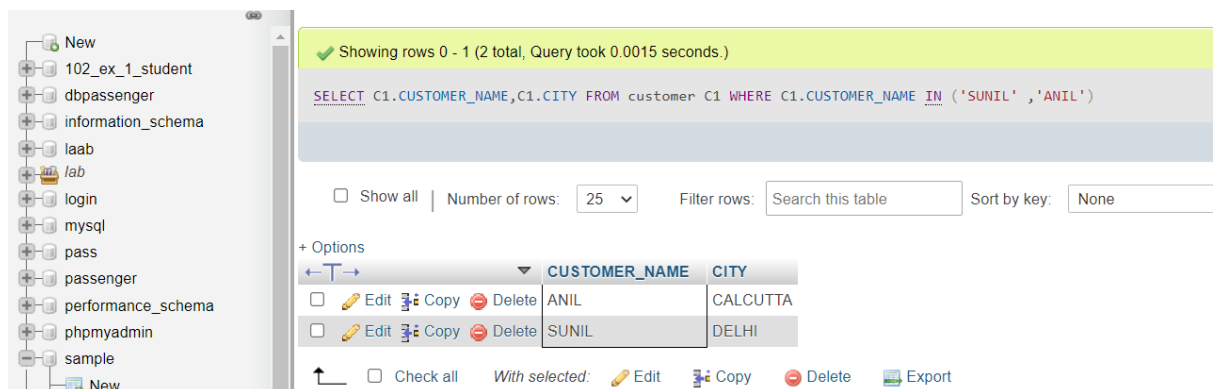 New
102_ex_1_student
dbpassenger
information_schema
laab
lab
login
mysql
pass
passenger
performance_schema
phpmyadmin
sample
New
Showing rows 0 - 1 (2 total, Query took 0.0015 seconds.)
SELECT C1.CUSTOMER_NAME,C1.CITY FROM customer C1 WHERE C1.CUSTOMER_NAME IN ('SUNIL' ,'ANIL')
Show all | Number of rows: 25 Filter rows: Search this table Sort by key: None
+ Options
←T→ CUSTOMER_NAME CITY
Edit Copy Delete ANIL CALCUTTA
Edit Copy Delete SUNIL DELHI
Check all With selected: Edit Copy Delete Export